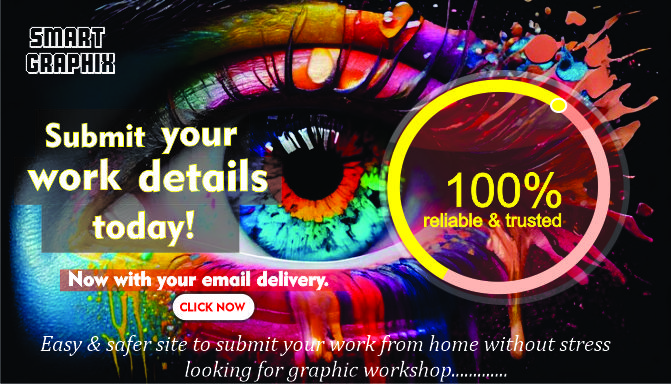 SMART
GRAPHIX
Submit your
work details
today!
100%
reliable & trusted
Now with your email delivery.
CLICK NOW
Easy & safer site to submit your work from home without stress
looking for graphic workshop.............